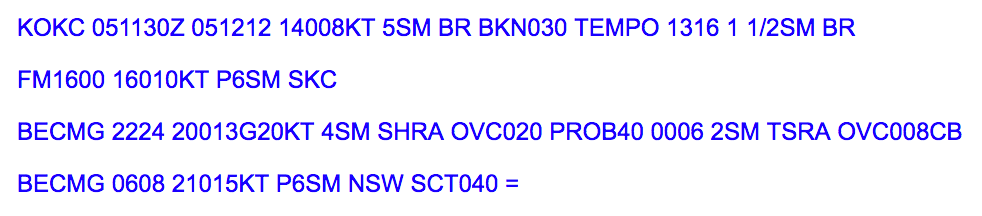 KOKC 051130Z 051212 14008KT 5SM BR BKN030 TEMPO 1316 1 1/2SM BR
FM1600 16010KT P6SM SKC
BECMG 2224 20013G20KT 4SM SHRA OVC020 PROB40 0006 2SM TSRA OVC008CB
BECMG 0608 21015KT P6SM NSW SCT040 =